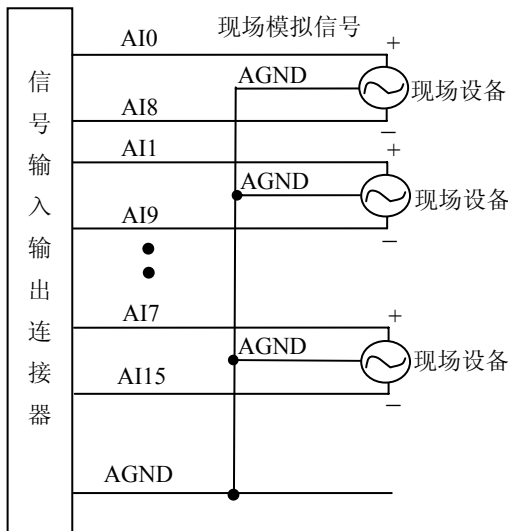 信号输入输出连接器
AI0
现场模拟信号
+
AGND
现场设备
AI8
−
AI1
+
AGND
现场设备
AI9
−
AI7
+
AGND
现场设备
AI15
−
AGND